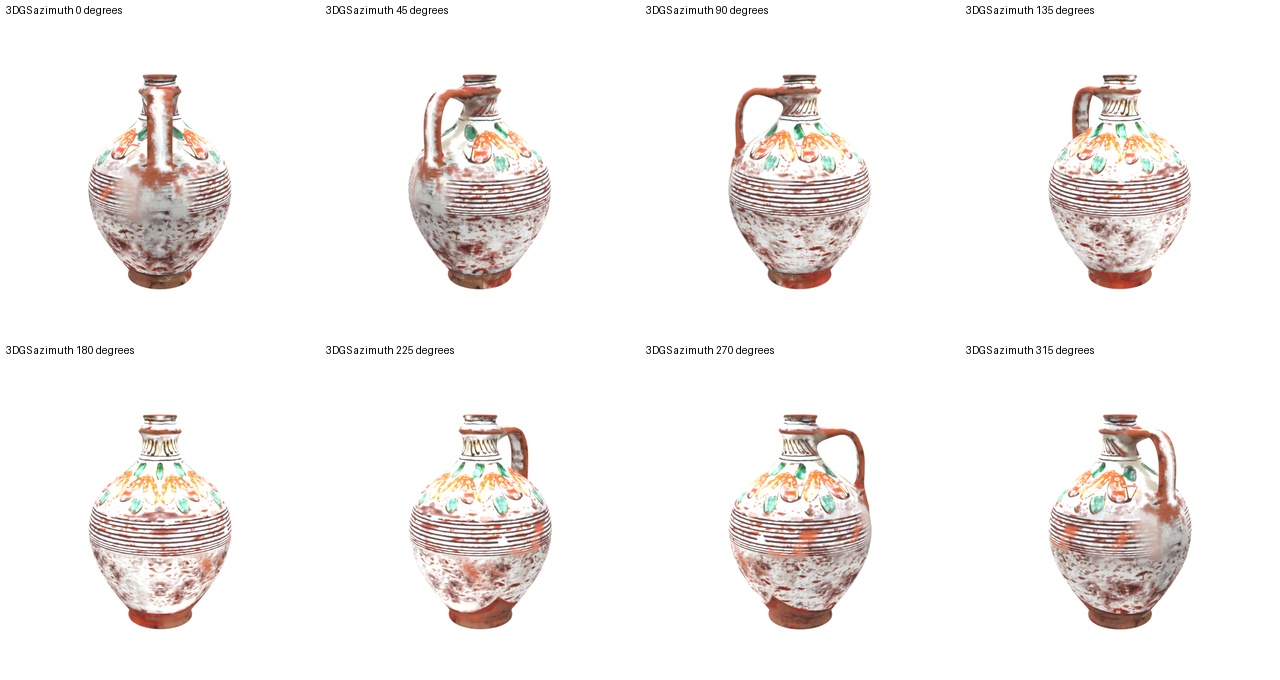 3DGS azimuth 0 degrees
3DGS azimuth 45 degrees
3DGS azimuth 90 degrees
3DGS azimuth 135 degrees
3DGS azimuth 180 degrees
3DGS azimuth 225 degrees
3DGS azimuth 270 degrees
3DGS azimuth 315 degrees